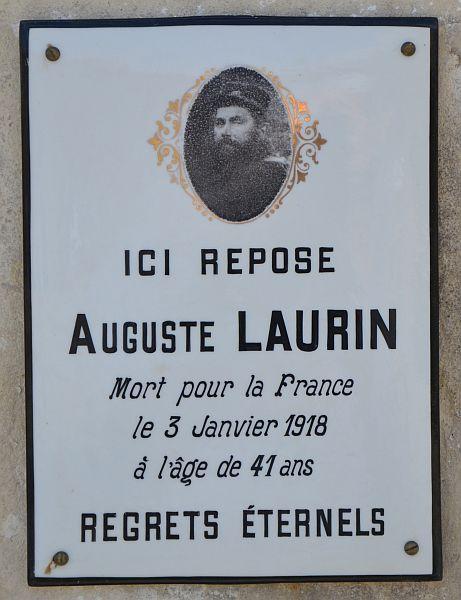 ICI REPOSE
AUGUSTE LAURIN
Mort pour la France
le 3 Janvier 1918
à l'âge de 41 ans
REGRETS ÉTERNELS